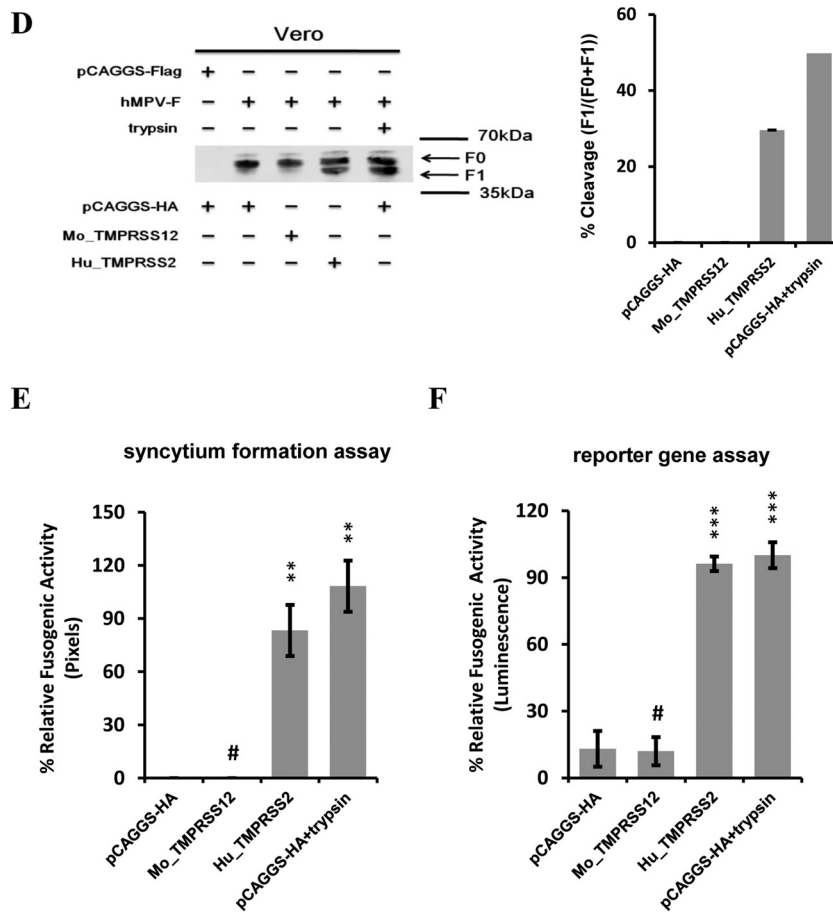 D
Vero
pCAGGS-Flag + − − − −
hMPV-F − + + + +
trypsin − − − − +
70kDa
F0
F1
35kDa
pCAGGS-HA + + − − +
Mo_TMPRSS12 − − + − −
Hu_TMPRSS2 − − − + −
% Cleavage (F1/(F0+F1))
60
40
20
0
pCAGGS-HA
Mo_TMPRSS12
Hu_TMPRSS2
pCAGGS-HA+trypsin
E
syncytium formation assay
% Relative Fusogenic Activity
(Pixels)
150
120
90
60
30
0
#
**
**
pCAGGS-HA
Mo_TMPRSS12
Hu_TMPRSS2
pCAGGS-HA+trypsin
F
reporter gene assay
% Relative Fusogenic Activity
(Luminescence)
120
90
60
30
0
#
***
***
pCAGGS-HA
Mo_TMPRSS12
Hu_TMPRSS2
pCAGGS-HA+trypsin